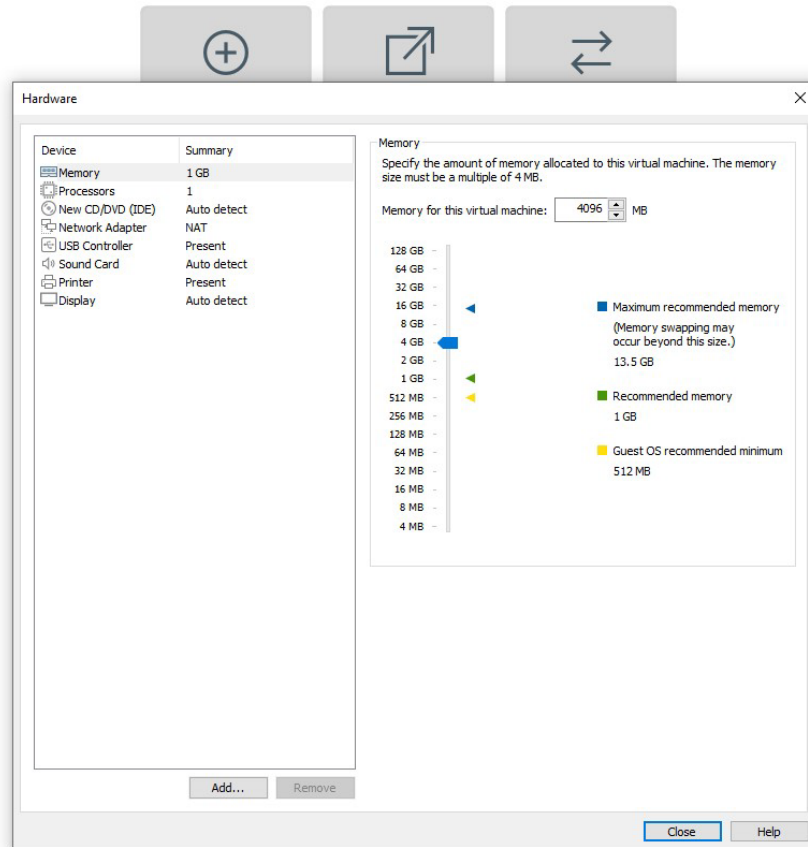 Hardware
Device Summary
Memory 1 GB
Processors 1
New CD/DVD (IDE) Auto detect
Network Adapter NAT
USB Controller Present
Sound Card Auto detect
Printer Present
Display Auto detect
Add... Remove
Memory
Specify the amount of memory allocated to this virtual machine. The memory
size must be a multiple of 4 MB.
Memory for this virtual machine: 4096 MB
128 GB
64 GB
32 GB
16 GB
8 GB
4 GB
2 GB
1 GB
512 MB
256 MB
128 MB
64 MB
32 MB
16 MB
8 MB
4 MB
Maximum recommended memory
(Memory swapping may
occur beyond this size.)
13.5 GB
Recommended memory
1 GB
Guest OS recommended minimum
512 MB
Close Help